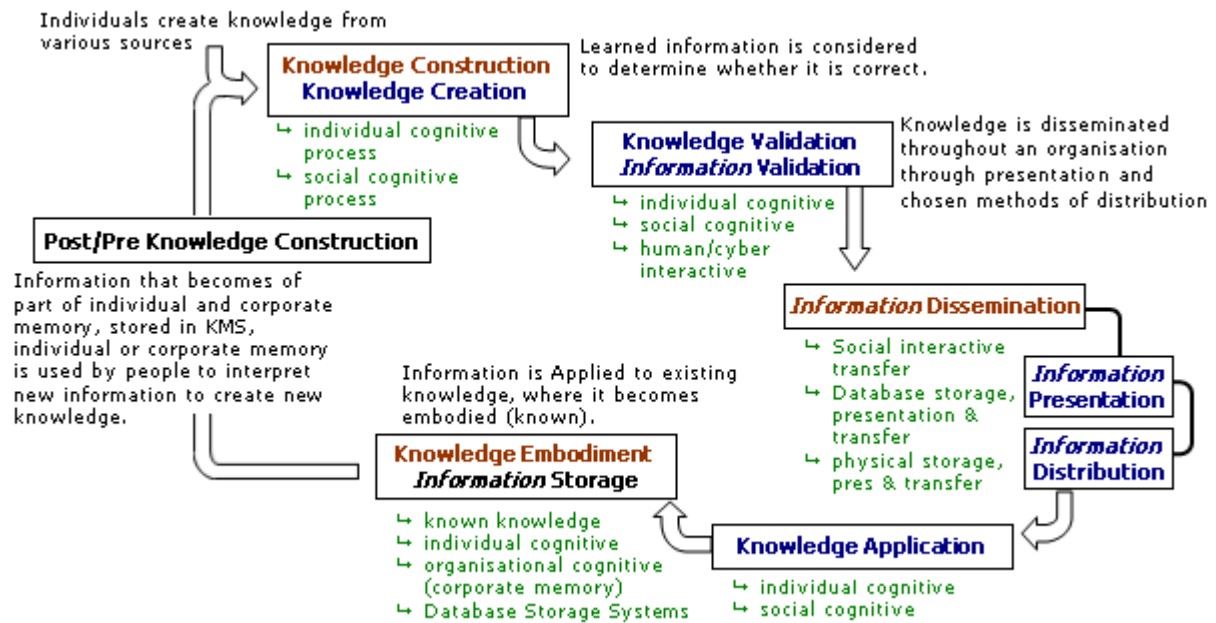 Individuals create knowledge from
various sources
Knowledge Construction
Knowledge Creation
↳ individual cognitive
process
↳ social cognitive
process
Learned information is considered
to determine whether it is correct.
Knowledge Validation
Information Validation
↳ individual cognitive
↳ social cognitive
↳ human/cyber
interactive
Knowledge is disseminated
throughout an organisation
through presentation and
chosen methods of distribution
Information Dissemination
↳ Social interactive
transfer
↳ Database storage,
presentation &
transfer
↳ physical storage,
pres & transfer
Information
Presentation
Information
Distribution
Knowledge Application
↳ individual cognitive
↳ social cognitive
Information is Applied to existing
knowledge, where it becomes
embodied (known).
Knowledge Embodiment
Information Storage
↳ known knowledge
↳ individual cognitive
↳ organisational cognitive
(corporate memory)
↳ Database Storage Systems
Post/Pre Knowledge Construction
Information that becomes of
part of individual and corporate
memory, stored in KMS,
individual or corporate memory
is used by people to interpret
new information to create new
knowledge.